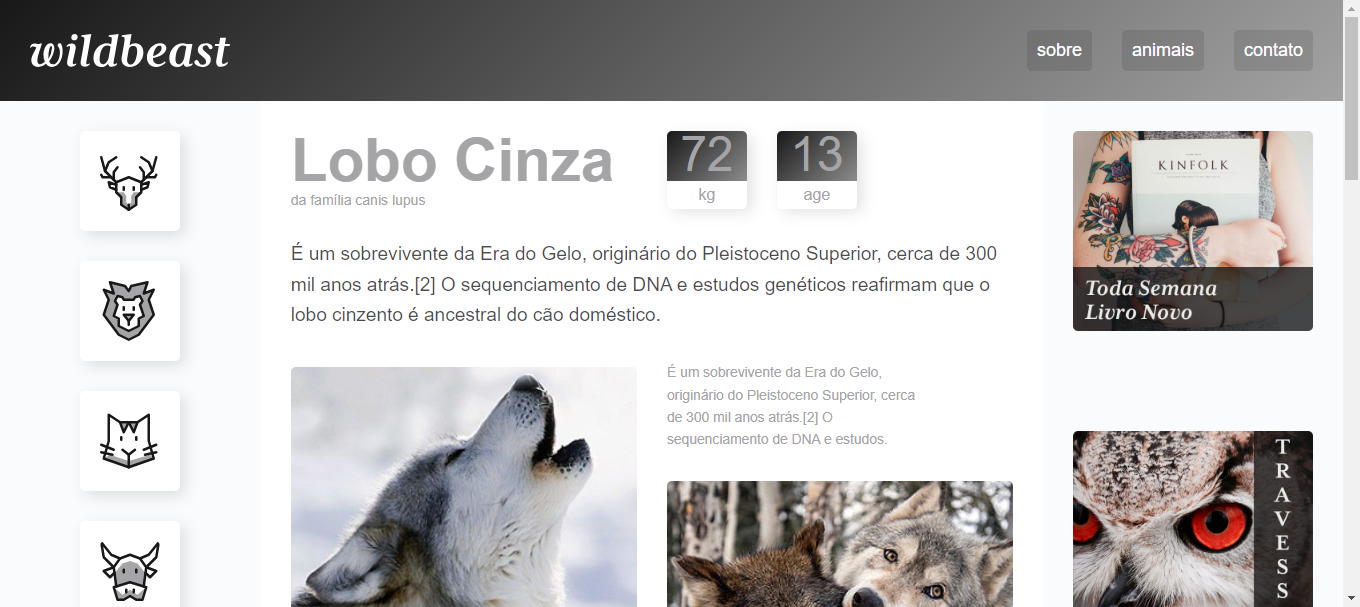 wildbeast
sobre
animais
contato
Lobo Cinza
da família canis lupus
72
kg
13
age
É um sobrevivente da Era do Gelo, originário do Pleistoceno Superior, cerca de 300
mil anos atrás.[2] O sequenciamento de DNA e estudos genéticos reafirmam que o
lobo cinzento é ancestral do cão doméstico.
É um sobrevivente da Era do Gelo,
originário do Pleistoceno Superior, cerca
de 300 mil anos atrás.[2] O
sequenciamento de DNA e estudos.
KINFOLK
Toda Semana
Livro Novo
TRAVESS